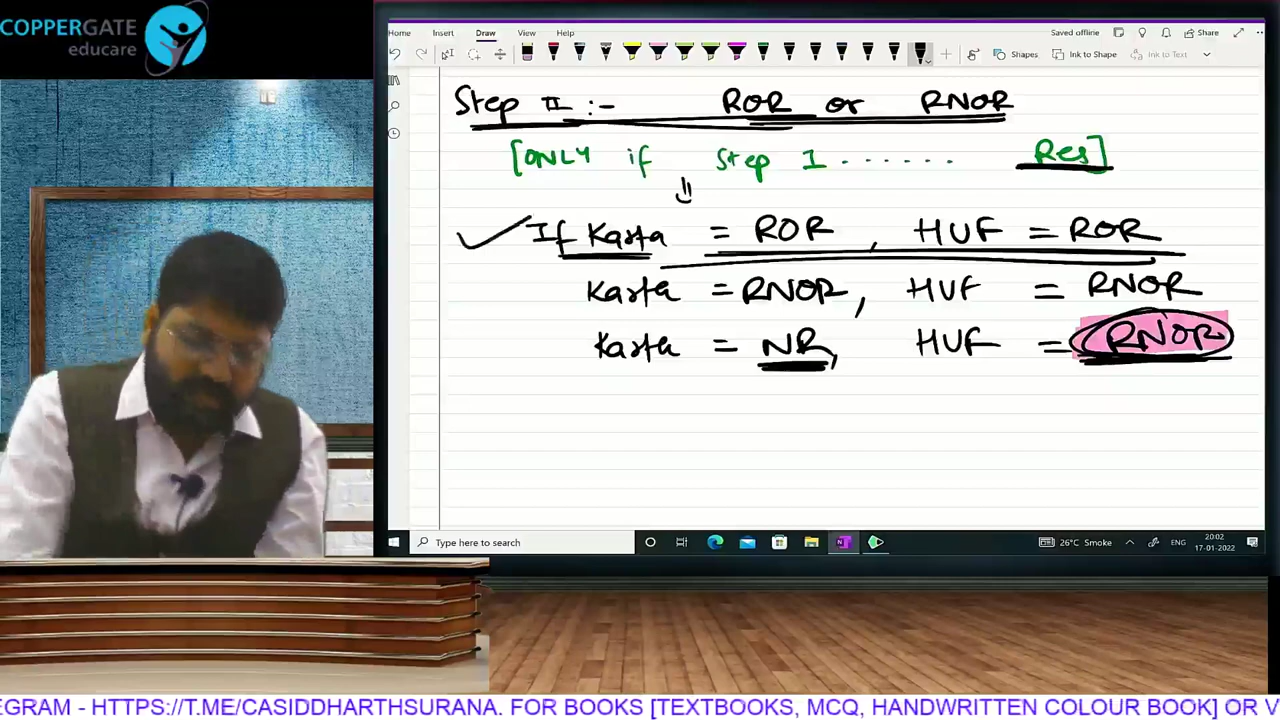 COPPERGATE
educare
Home Insert Draw View Help
Saved offline Share
Shapes Ink to Shape Ink to Text
Step II :- ROR or RNOR
[ONLY if Step 1 ...... Res]
If Karta = ROR, HUF = ROR
Karta = RNOR, HUF = RNOR
Karta = NR, HUF = RNOR
Type here to search
26°C Smoke ENG 20:02
17-01-2022
EGRAM - HTTPS://T.ME/CASIDDHARTHSURANA. FOR BOOKS [TEXTBOOKS, MCQ, HANDWRITTEN COLOUR BOOK] OR V